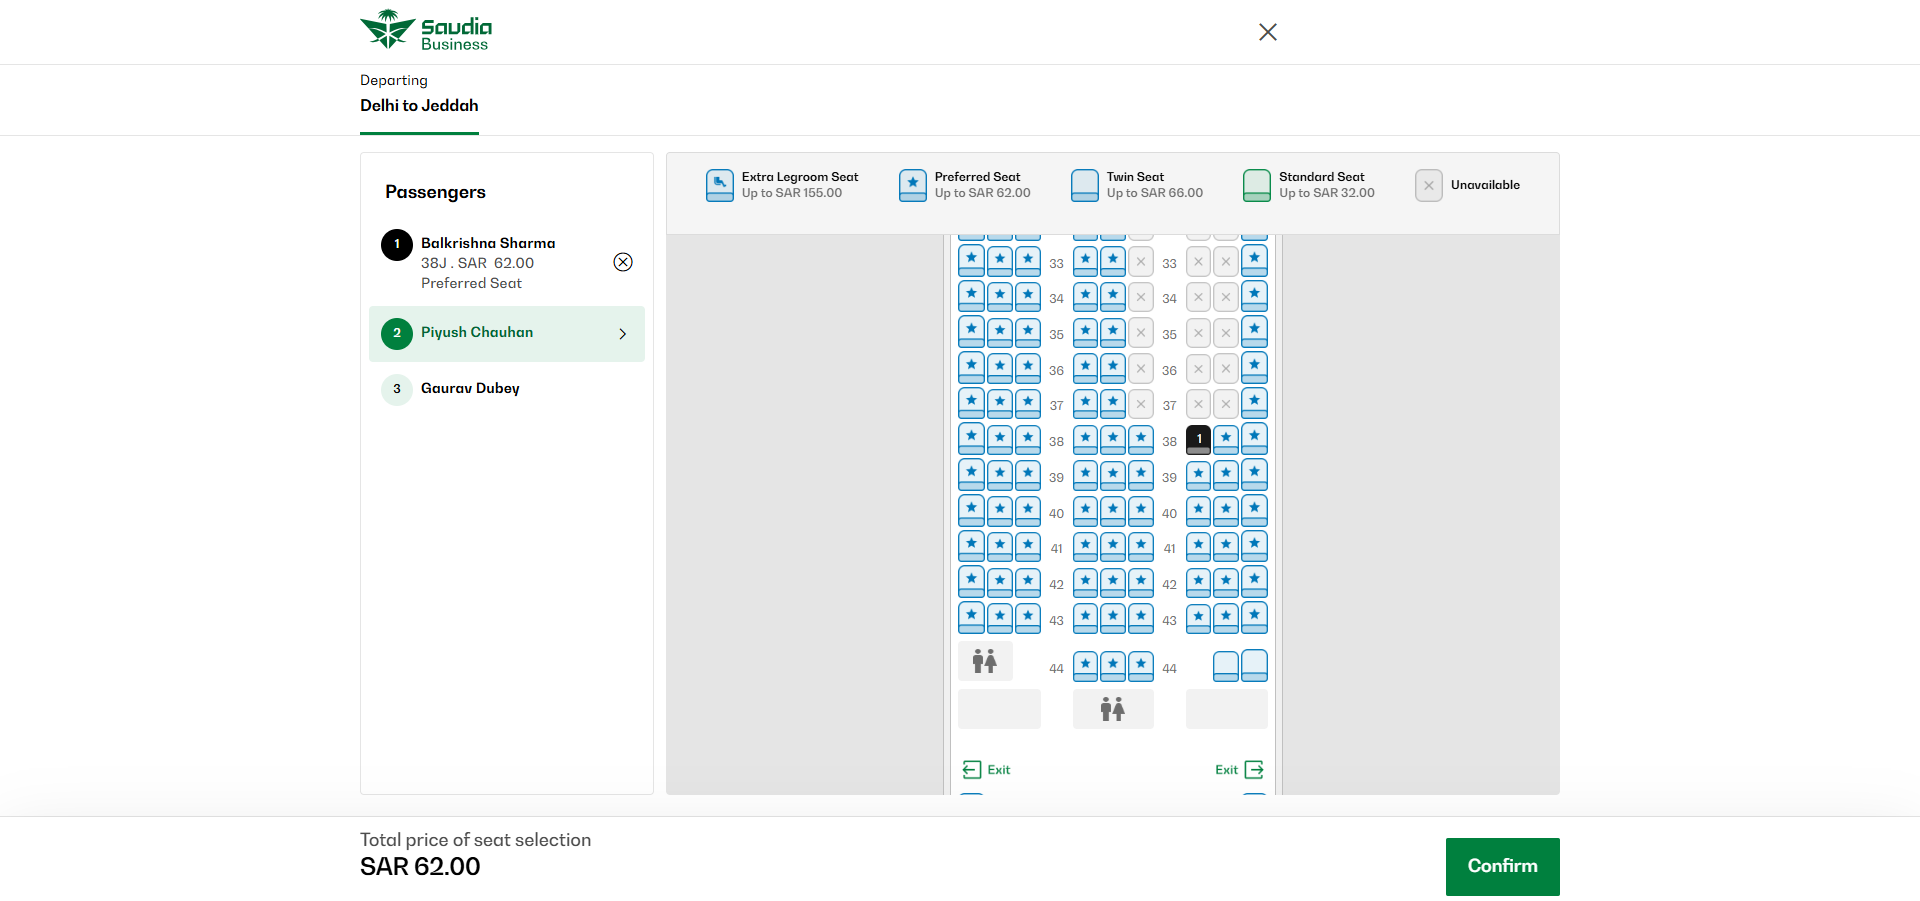 Saudia
Business
Departing
Delhi to Jeddah
Passengers
1
Balkrishna Sharma
38J . SAR 62.00
Preferred Seat
2
Piyush Chauhan
3
Gaurav Dubey
Extra Legroom Seat
Up to SAR 155.00
Preferred Seat
Up to SAR 62.00
Twin Seat
Up to SAR 66.00
Standard Seat
Up to SAR 32.00
Unavailable
33 33
34 34
35 35
36 36
37 37
38 38 1
39 39
40 40
41 41
42 42
43 43
44 44
Exit Exit
Total price of seat selection
SAR 62.00
Confirm